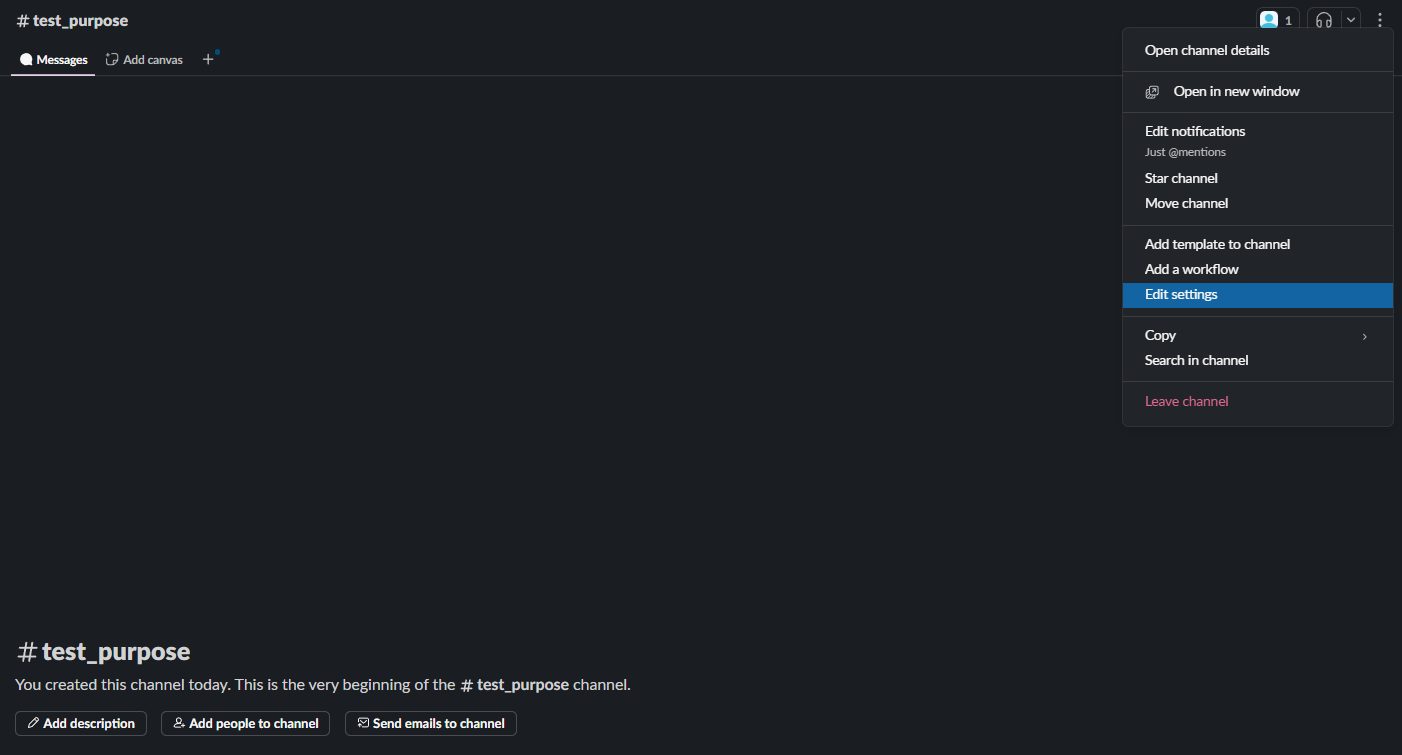 # test_purpose
1
Messages Add canvas +
Open channel details
Open in new window
Edit notifications
Just @mentions
Star channel
Move channel
Add template to channel
Add a workflow
Edit settings
Copy
Search in channel
Leave channel
# test_purpose
You created this channel today. This is the very beginning of the # test_purpose channel.
Add description Add people to channel Send emails to channel